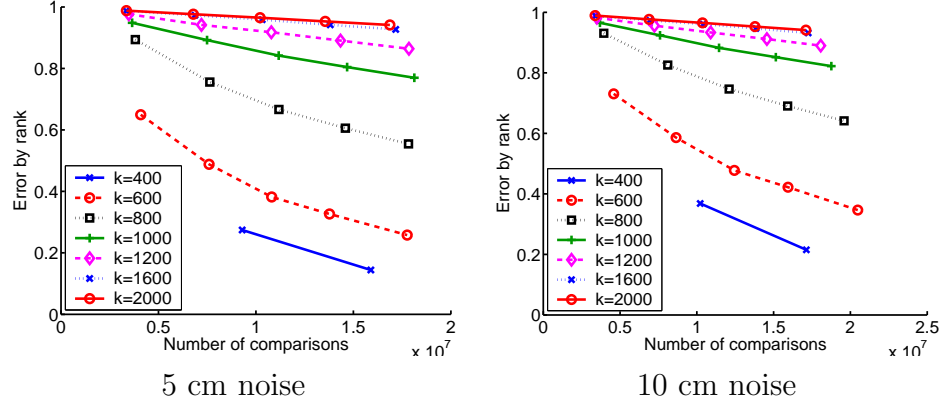 1
0.8
0.6
0.4
0.2
0
Error by rank
k=400
k=600
k=800
k=1000
k=1200
k=1600
k=2000
0 0.5 1 1.5 2
Number of comparisons
x 10^7
5 cm noise
1
0.8
0.6
0.4
0.2
0
Error by rank
k=400
k=600
k=800
k=1000
k=1200
k=1600
k=2000
0 0.5 1 1.5 2 2.5
Number of comparisons
x 10^7
10 cm noise